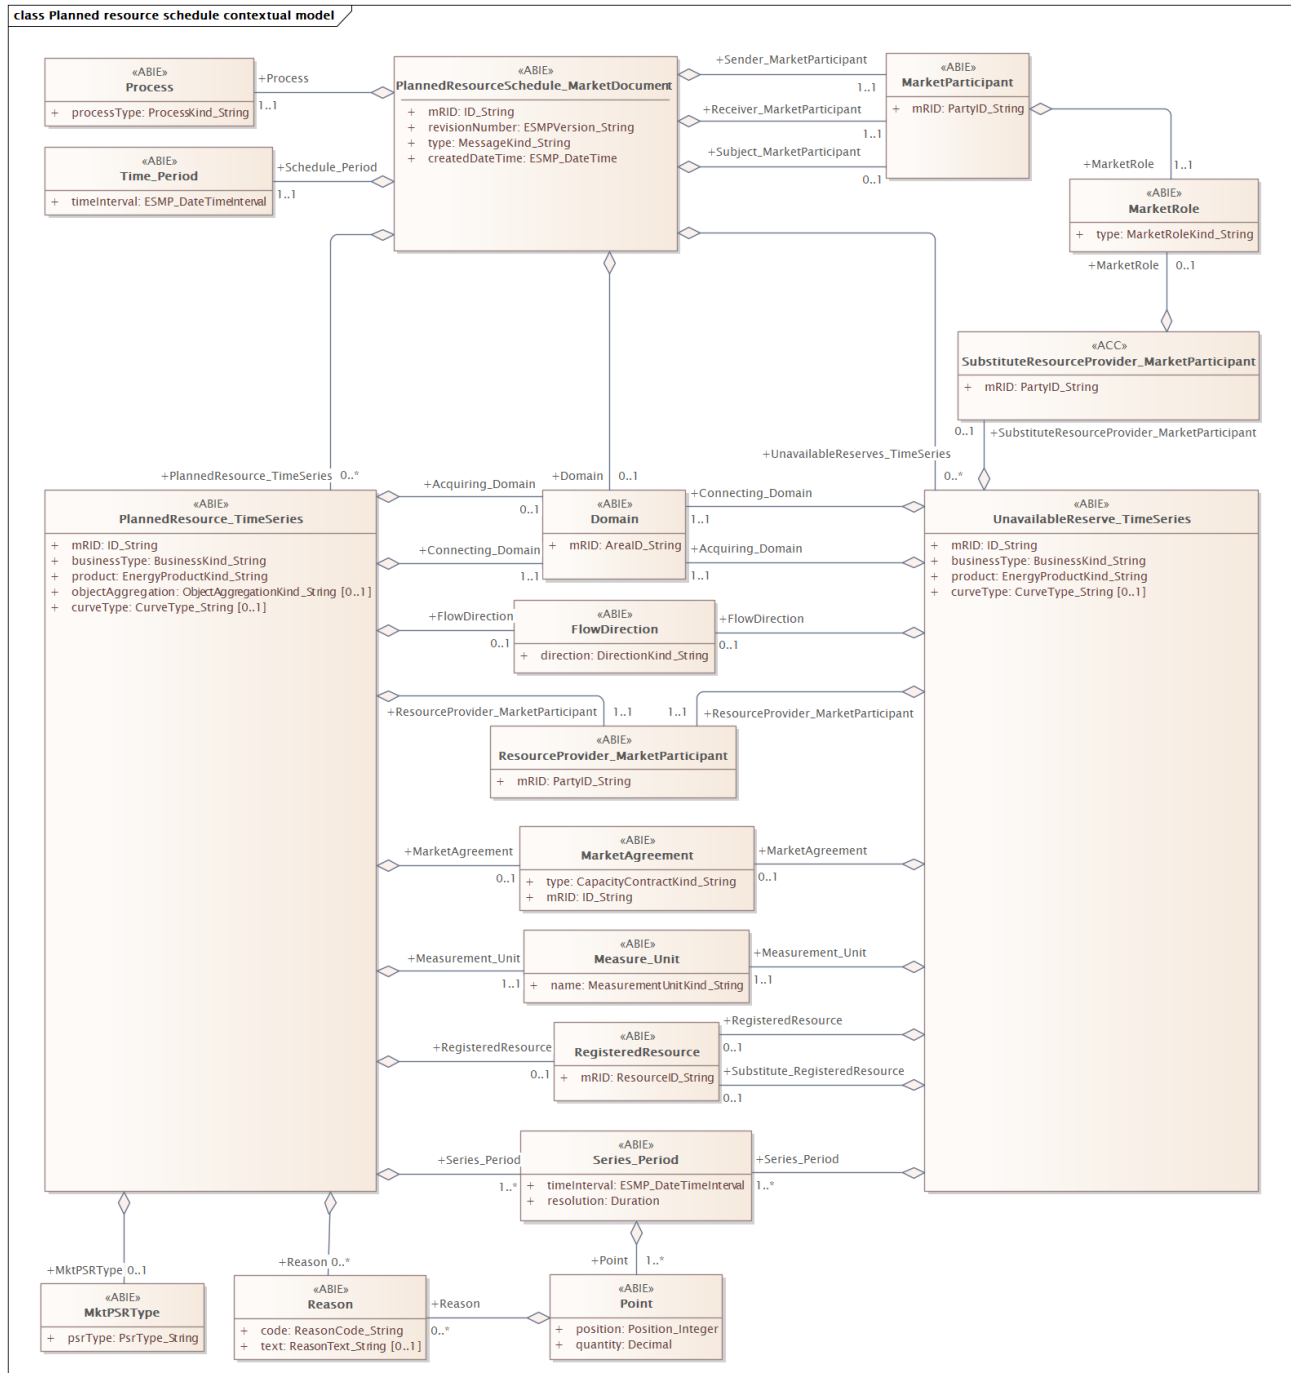 class Planned resource schedule contextual model
«ABIE»
Process
+ processType: ProcessKind_String
+Process
1..1
«ABIE»
Time_Period
+ timeInterval: ESMP_DateTimeInterval
+Schedule_Period
1..1
«ABIE»
PlannedResourceSchedule_MarketDocument
+ mRID: ID_String
+ revisionNumber: ESMPVersion_String
+ type: MessageKind_String
+ createdDateTime: ESMP_DateTime
+Sender_MarketParticipant
1..1
+Receiver_MarketParticipant
1..1
+Subject_MarketParticipant
0..1
«ABIE»
MarketParticipant
+ mRID: PartyID_String
+MarketRole
1..1
«ABIE»
MarketRole
+ type: MarketRoleKind_String
+MarketRole 0..1
«ACC»
SubstituteResourceProvider_MarketParticipant
+ mRID: PartyID_String
0..1 +SubstituteResourceProvider_MarketParticipant
+UnavailableReserves_TimeSeries
0..*
+PlannedResource_TimeSeries 0..*
+Domain 0..1
«ABIE»
PlannedResource_TimeSeries
+ mRID: ID_String
+ businessType: BusinessKind_String
+ product: EnergyProductKind_String
+ objectAggregation: ObjectAggregationKind_String [0..1]
+ curveType: CurveType_String [0..1]
+Acquiring_Domain
0..1
+Connecting_Domain
1..1
«ABIE»
Domain
+ mRID: AreaID_String
+Connecting_Domain
1..1
+Acquiring_Domain
1..1
«ABIE»
UnavailableReserve_TimeSeries
+ mRID: ID_String
+ businessType: BusinessKind_String
+ product: EnergyProductKind_String
+ curveType: CurveType_String [0..1]
+FlowDirection
0..1
«ABIE»
FlowDirection
+ direction: DirectionKind_String
+FlowDirection
0..1
+ResourceProvider_MarketParticipant 1..1
1..1 +ResourceProvider_MarketParticipant
«ABIE»
ResourceProvider_MarketParticipant
+ mRID: PartyID_String
+MarketAgreement
0..1
«ABIE»
MarketAgreement
+ type: CapacityContractKind_String
+ mRID: ID_String
+MarketAgreement
0..1
+Measurement_Unit
1..1
«ABIE»
Measure_Unit
+ name: MeasurementUnitKind_String
+Measurement_Unit
1..1
+RegisteredResource
0..1
«ABIE»
RegisteredResource
+ mRID: ResourceID_String
+RegisteredResource
0..1
+Substitute_RegisteredResource
0..1
+Series_Period
1..*
«ABIE»
Series_Period
+ timeInterval: ESMP_DateTimeInterval
+ resolution: Duration
+Series_Period
1..*
+MktPSRType 0..1
«ABIE»
MktPSRType
+ psrType: PsrType_String
+Reason 0..*
«ABIE»
Reason
+ code: ReasonCode_String
+ text: ReasonText_String [0..1]
+Reason
0..*
+Point 1..*
«ABIE»
Point
+ position: Position_Integer
+ quantity: Decimal